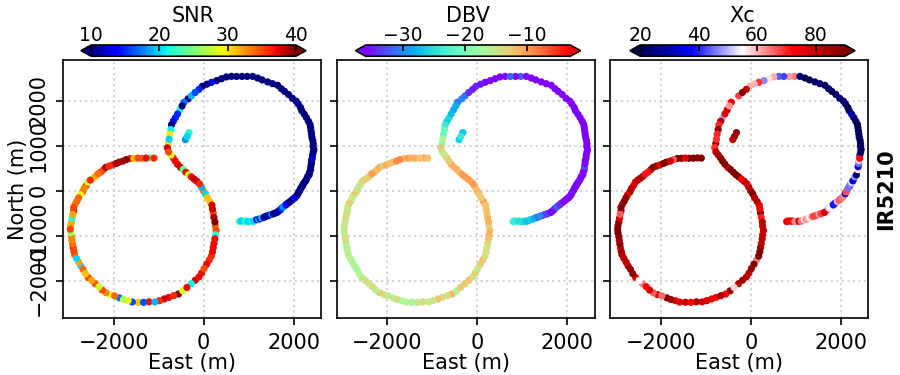 SNR DBV Xc
10 20 30 40 −30 −20 −10 20 40 60 80
North (m)
2000
1000
0
−1000
−2000
−2000 0 2000 −2000 0 2000 −2000 0 2000
East (m) East (m) East (m)
IR5210